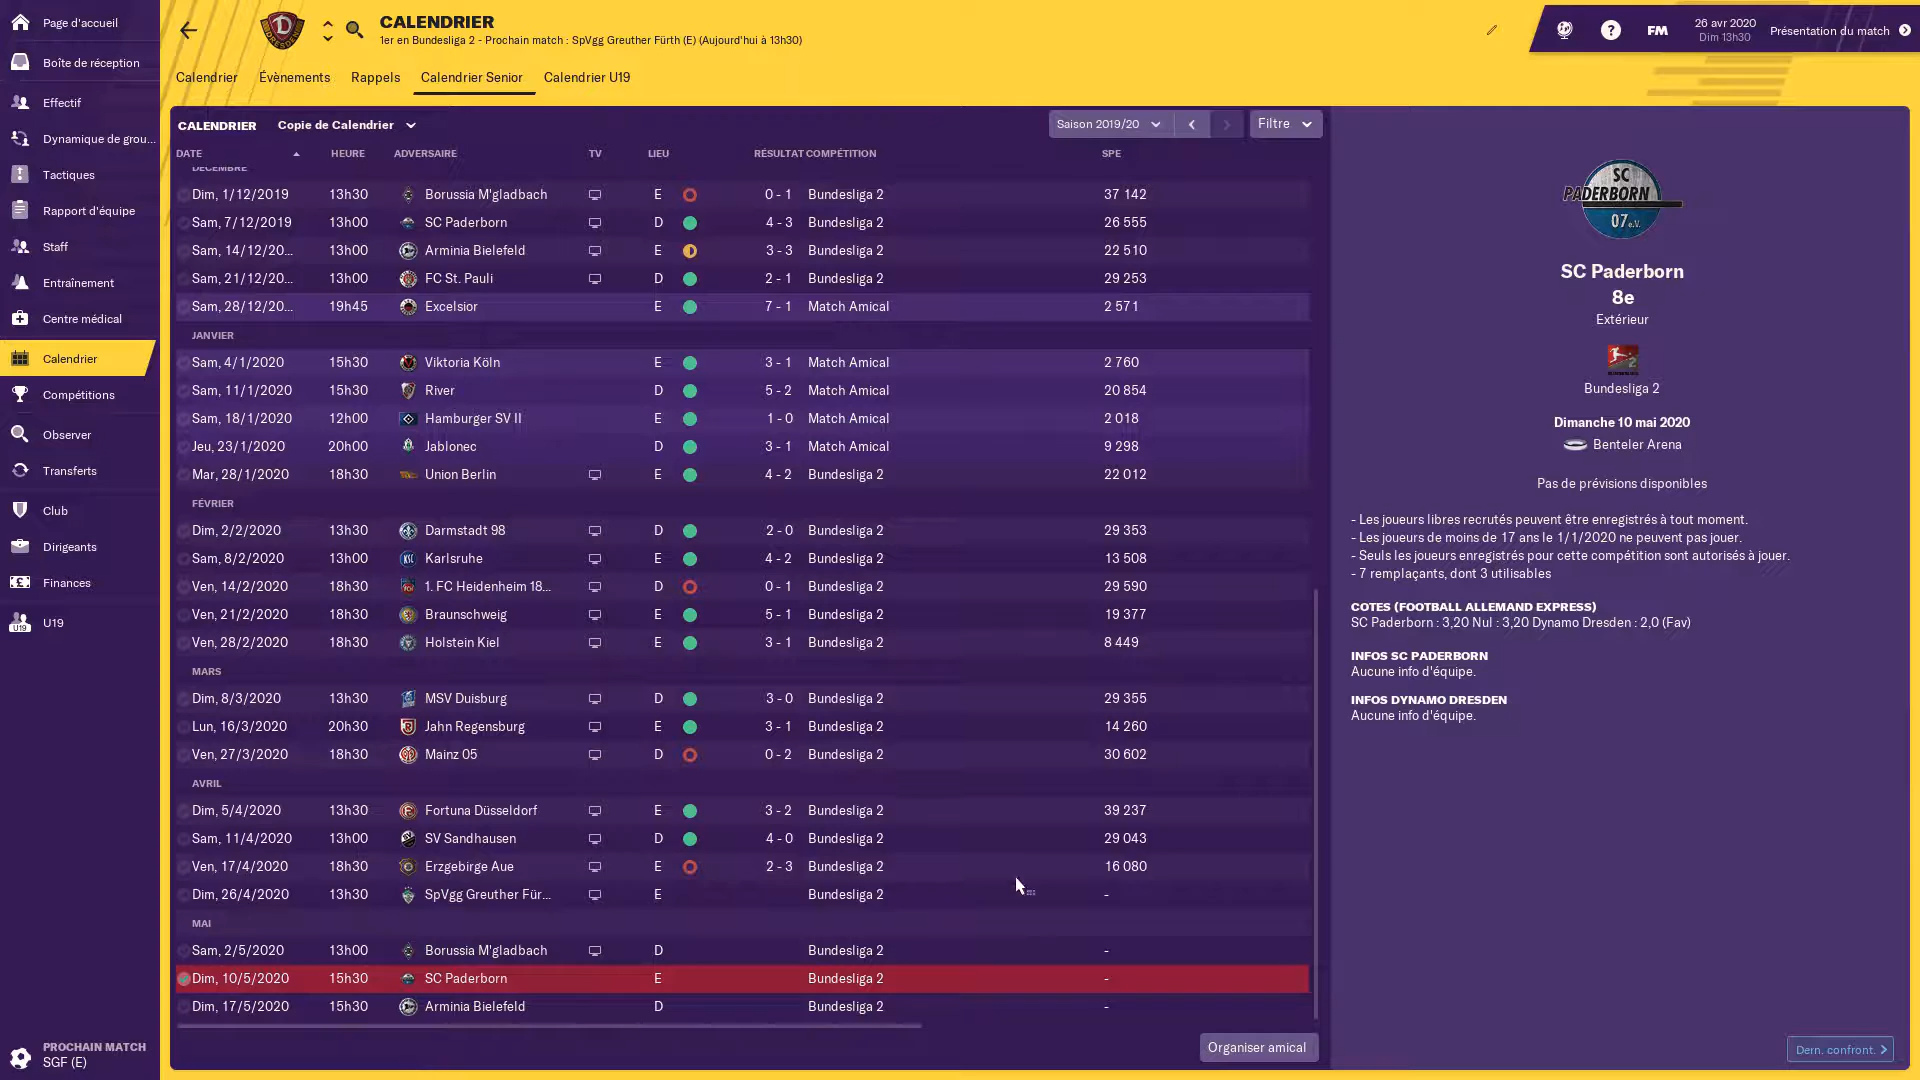 Page d'accueil
Boîte de réception
Effectif
Dynamique de grou...
Tactiques
Rapport d'équipe
Staff
Entraînement
Centre médical
Calendrier
Compétitions
Observer
Transferts
Club
Dirigeants
Finances
U19
U19
PROCHAIN MATCH
SGF (E)
CALENDRIER
1er en Bundesliga 2 - Prochain match : SpVgg Greuther Fürth (E) (Aujourd'hui à 13h30)
FM
26 avr 2020
Dim 13h30
Présentation du match
Calendrier Évènements Rappels Calendrier Senior Calendrier U19
CALENDRIER Copie de Calendrier Saison 2019/20 Filtre
DATE HEURE ADVERSAIRE TV LIEU RÉSULTAT COMPÉTITION SPE
DÉCEMBRE
Dim, 1/12/2019 13h30 Borussia M'gladbach E 0 - 1 Bundesliga 2 37 142
Sam, 7/12/2019 13h00 SC Paderborn D 4 - 3 Bundesliga 2 26 555
Sam, 14/12/20... 13h00 Arminia Bielefeld E 3 - 3 Bundesliga 2 22 510
Sam, 21/12/20... 13h00 FC St. Pauli D 2 - 1 Bundesliga 2 29 253
Sam, 28/12/20... 19h45 Excelsior E 7 - 1 Match Amical 2 571
JANVIER
Sam, 4/1/2020 15h30 Viktoria Köln E 3 - 1 Match Amical 2 760
Sam, 11/1/2020 15h30 River D 5 - 2 Match Amical 20 854
Sam, 18/1/2020 12h00 Hamburger SV II E 1 - 0 Match Amical 2 018
Jeu, 23/1/2020 20h00 Jablonec D 3 - 1 Match Amical 9 298
Mar, 28/1/2020 18h30 Union Berlin E 4 - 2 Bundesliga 2 22 012
FÉVRIER
Dim, 2/2/2020 13h30 Darmstadt 98 D 2 - 0 Bundesliga 2 29 353
Sam, 8/2/2020 13h00 Karlsruhe E 4 - 2 Bundesliga 2 13 508
Ven, 14/2/2020 18h30 1. FC Heidenheim 18... D 0 - 1 Bundesliga 2 29 590
Ven, 21/2/2020 18h30 Braunschweig E 5 - 1 Bundesliga 2 19 377
Ven, 28/2/2020 18h30 Holstein Kiel E 3 - 1 Bundesliga 2 8 449
MARS
Dim, 8/3/2020 13h30 MSV Duisburg D 3 - 0 Bundesliga 2 29 355
Lun, 16/3/2020 20h30 Jahn Regensburg E 3 - 1 Bundesliga 2 14 260
Ven, 27/3/2020 18h30 Mainz 05 D 0 - 2 Bundesliga 2 30 602
AVRIL
Dim, 5/4/2020 13h30 Fortuna Düsseldorf E 3 - 2 Bundesliga 2 39 237
Sam, 11/4/2020 13h00 SV Sandhausen D 4 - 0 Bundesliga 2 29 043
Ven, 17/4/2020 18h30 Erzgebirge Aue E 2 - 3 Bundesliga 2 16 080
Dim, 26/4/2020 13h30 SpVgg Greuther Für... E Bundesliga 2 -
MAI
Sam, 2/5/2020 13h00 Borussia M'gladbach D Bundesliga 2 -
Dim, 10/5/2020 15h30 SC Paderborn E Bundesliga 2 -
Dim, 17/5/2020 15h30 Arminia Bielefeld D Bundesliga 2 -
Organiser amical
SC
PADERBORN
07 e.V.
SC Paderborn
8e
Extérieur
Bundesliga 2
Dimanche 10 mai 2020
Benteler Arena
Pas de prévisions disponibles
- Les joueurs libres recrutés peuvent être enregistrés à tout moment.
- Les joueurs de moins de 17 ans le 1/1/2020 ne peuvent pas jouer.
- Seuls les joueurs enregistrés pour cette compétition sont autorisés à jouer.
- 7 remplaçants, dont 3 utilisables
COTES (FOOTBALL ALLEMAND EXPRESS)
SC Paderborn : 3,20 Nul : 3,20 Dynamo Dresden : 2,0 (Fav)
INFOS SC PADERBORN
Aucune info d'équipe.
INFOS DYNAMO DRESDEN
Aucune info d'équipe.
Dern. confront.